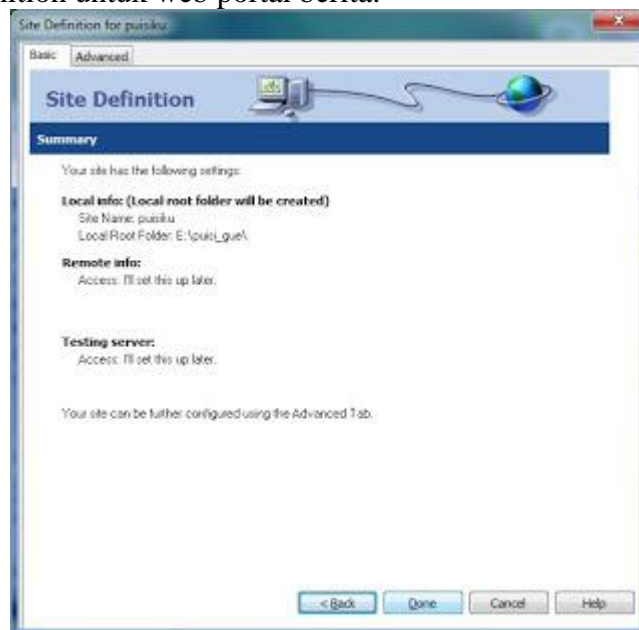 untuk web portal berita.
Site Definition for puisiku
Basic Advanced
Site Definition
Summary
Your site has the following settings:
Local info: (Local root folder will be created)
Site Name: puisiku
Local Root Folder: E:\puisi_gue\
Remote info:
Access: I'll set this up later.
Testing server:
Access: I'll set this up later.
Your site can be further configured using the Advanced Tab.
< Back Done Cancel Help